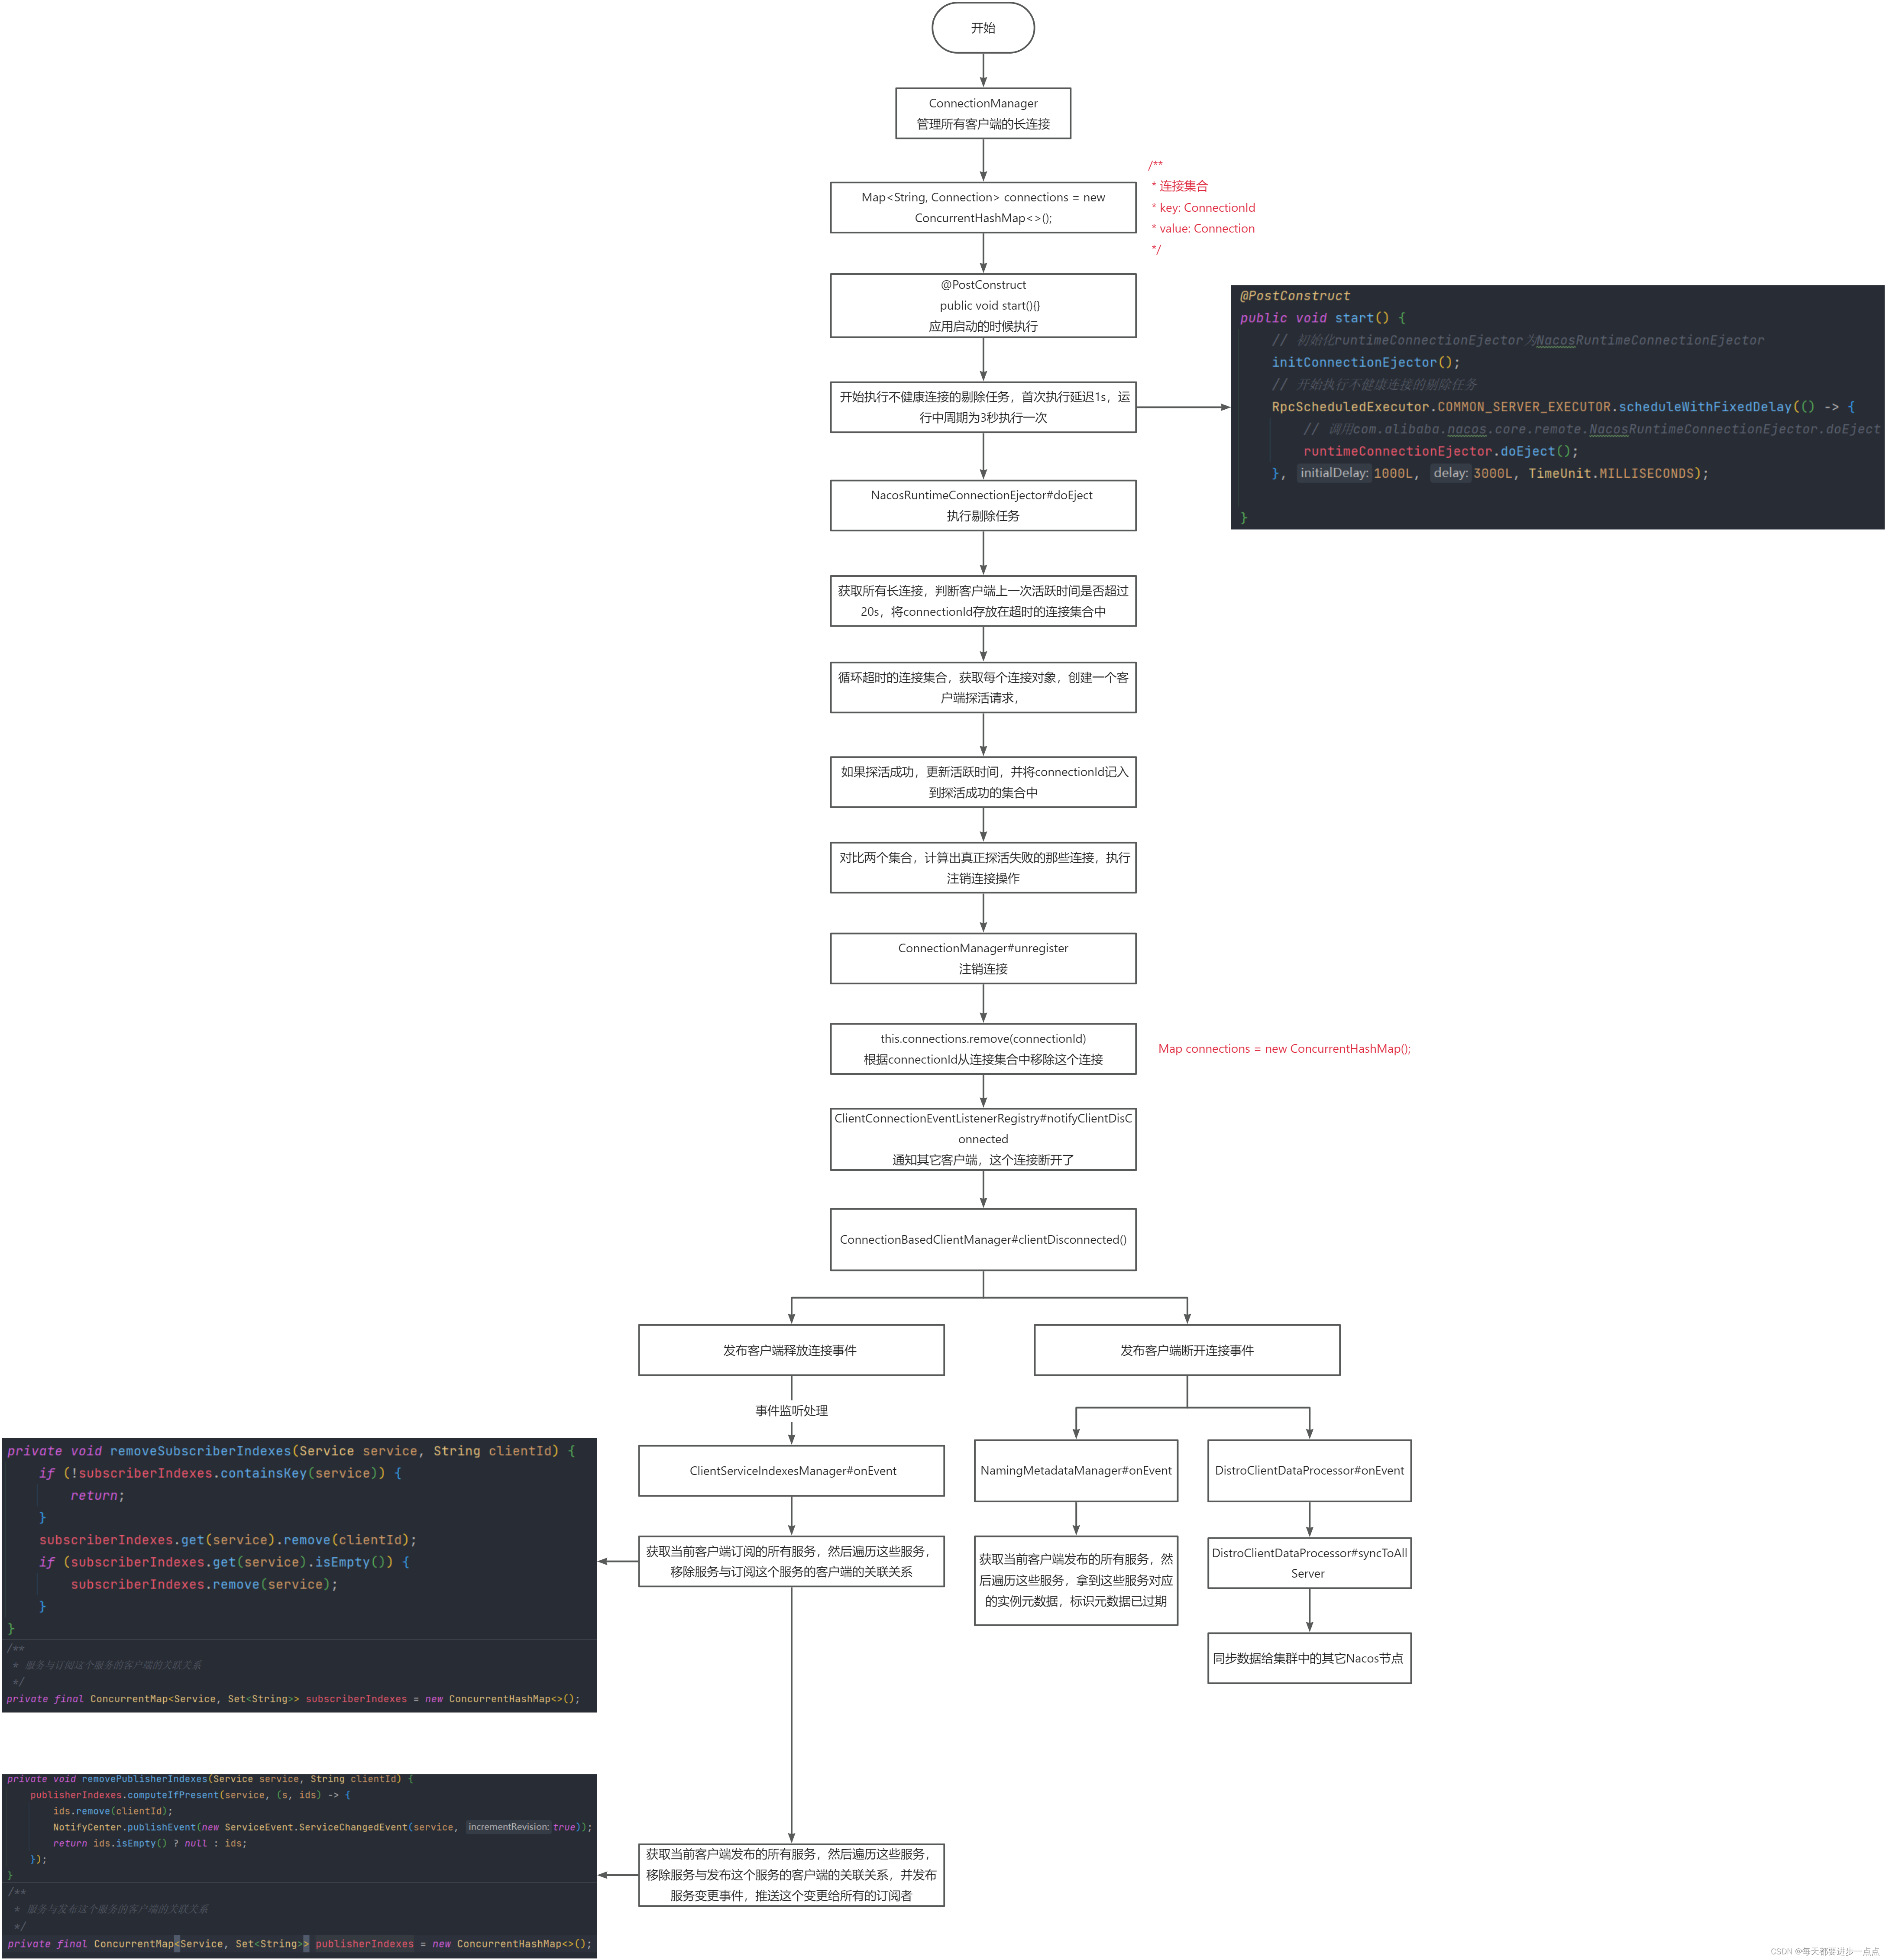 开始
ConnectionManager
管理所有客户端的长连接
/**
* 连接集合
* key: ConnectionId
* value: Connection
*/
Map<String, Connection> connections = new
ConcurrentHashMap<>();
@PostConstruct
public void start(){}
应用启动的时候执行
@PostConstruct
public void start() {
// 初始化runtimeConnectionEjector为NacosRuntimeConnectionEjector
initConnectionEjector();
// 开始执行不健康连接的剔除任务
RpcScheduledExecutor.COMMON_SERVER_EXECUTOR.scheduleWithFixedDelay(() -> {
// 调用com.alibaba.nacos.core.remote.NacosRuntimeConnectionEjector.doEject
runtimeConnectionEjector.doEject();
}, initialDelay: 1000L, delay: 3000L, TimeUnit.MILLISECONDS);
}
开始执行不健康连接的剔除任务，首次执行延迟1s，运
行中周期为3秒执行一次
NacosRuntimeConnectionEjector#doEject
执行剔除任务
获取所有长连接，判断客户端上一次活跃时间是否超过
20s，将connectionId存放在超时的连接集合中
循环超时的连接集合，获取每个连接对象，创建一个客
户端探活请求，
如果探活成功，更新活跃时间，并将connectionId记入
到探活成功的集合中
对比两个集合，计算出真正探活失败的那些连接，执行
注销连接操作
ConnectionManager#unregister
注销连接
this.connections.remove(connectionId)
根据connectionId从连接集合中移除这个连接
Map connections = new ConcurrentHashMap();
ClientConnectionEventListenerRegistry#notifyClientDisC
onnected
通知其它客户端，这个连接断开了
ConnectionBasedClientManager#clientDisconnected()
发布客户端释放连接事件
发布客户端断开连接事件
事件监听处理
ClientServiceIndexesManager#onEvent
NamingMetadataManager#onEvent
DistroClientDataProcessor#onEvent
获取当前客户端订阅的所有服务，然后遍历这些服务，
移除服务与订阅这个服务的客户端的关联关系
获取当前客户端发布的所有服务，然
后遍历这些服务，拿到这些服务对应
的实例元数据，标识元数据已过期
DistroClientDataProcessor#syncToAll
Server
同步数据给集群中的其它Nacos节点
private void removeSubscriberIndexes(Service service, String clientId) {
if (!subscriberIndexes.containsKey(service)) {
return;
}
subscriberIndexes.get(service).remove(clientId);
if (subscriberIndexes.get(service).isEmpty()) {
subscriberIndexes.remove(service);
}
}
/**
* 服务与订阅这个服务的客户端的关联关系
*/
private final ConcurrentMap<Service, Set<String>> subscriberIndexes = new ConcurrentHashMap<>();
private void removePublisherIndexes(Service service, String clientId) {
publisherIndexes.computeIfPresent(service, (s, ids) -> {
ids.remove(clientId);
NotifyCenter.publishEvent(new ServiceEvent.ServiceChangedEvent(service, incrementRevision: true));
return ids.isEmpty() ? null : ids;
});
}
/**
* 服务与发布这个服务的客户端的关联关系
*/
private final ConcurrentMap<Service, Set<String>> publisherIndexes = new ConcurrentHashMap<>();
获取当前客户端发布的所有服务，然后遍历这些服务，
移除服务与发布这个服务的客户端的关联关系，并发布
服务变更事件，推送这个变更给所有的订阅者
CSDN @每天都要进步一点点